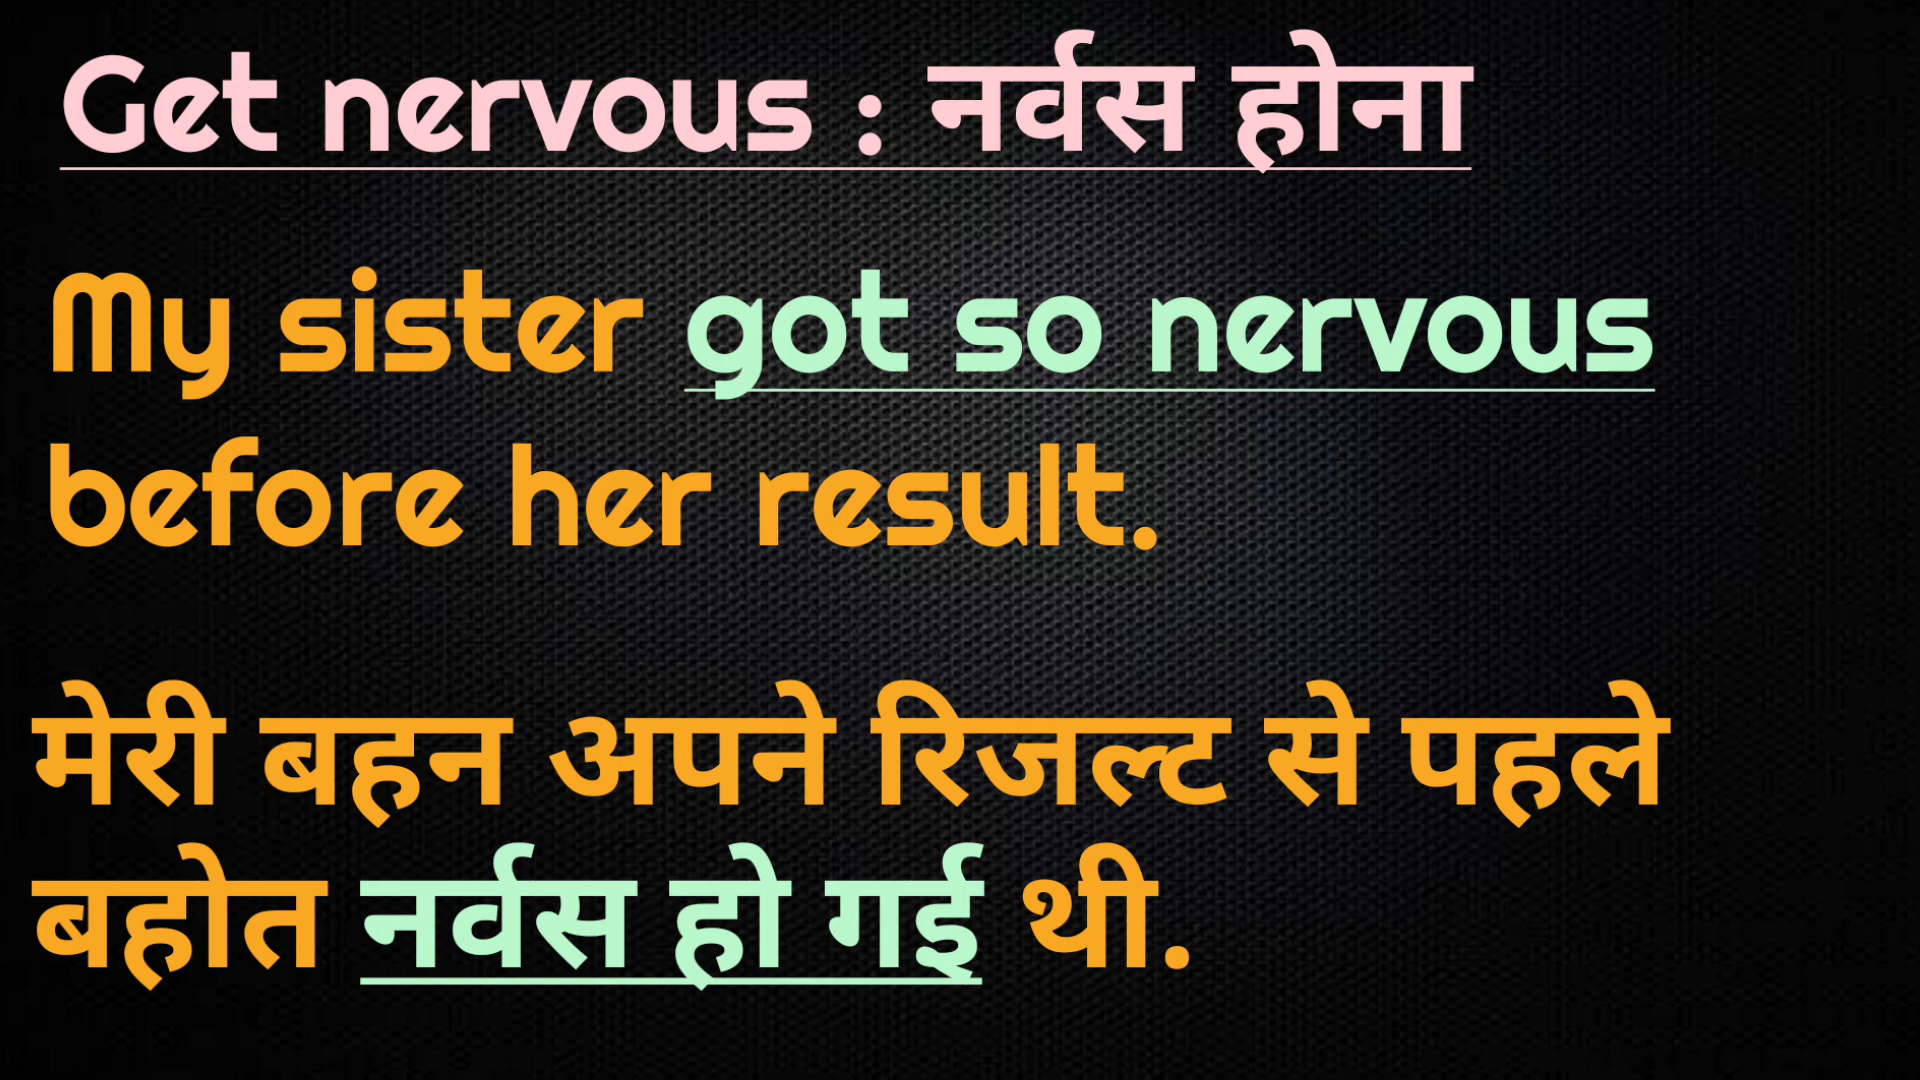 Get nervous : नर्वस होना
My sister got so nervous
before her result.
मेरी बहन अपने रिजल्ट से पहले
बहोत नर्वस हो गई थी.